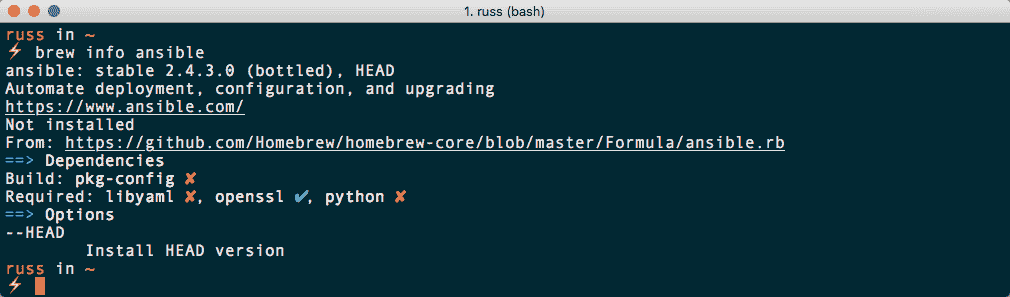 1. russ (bash)
russ in ~
⚡ brew info ansible
ansible: stable 2.4.3.0 (bottled), HEAD
Automate deployment, configuration, and upgrading
https://www.ansible.com/
Not installed
From: https://github.com/Homebrew/homebrew-core/blob/master/Formula/ansible.rb
==> Dependencies
Build: pkg-config ✘
Required: libyaml ✘, openssl ✔, python ✘
==> Options
--HEAD
        Install HEAD version
russ in ~
⚡